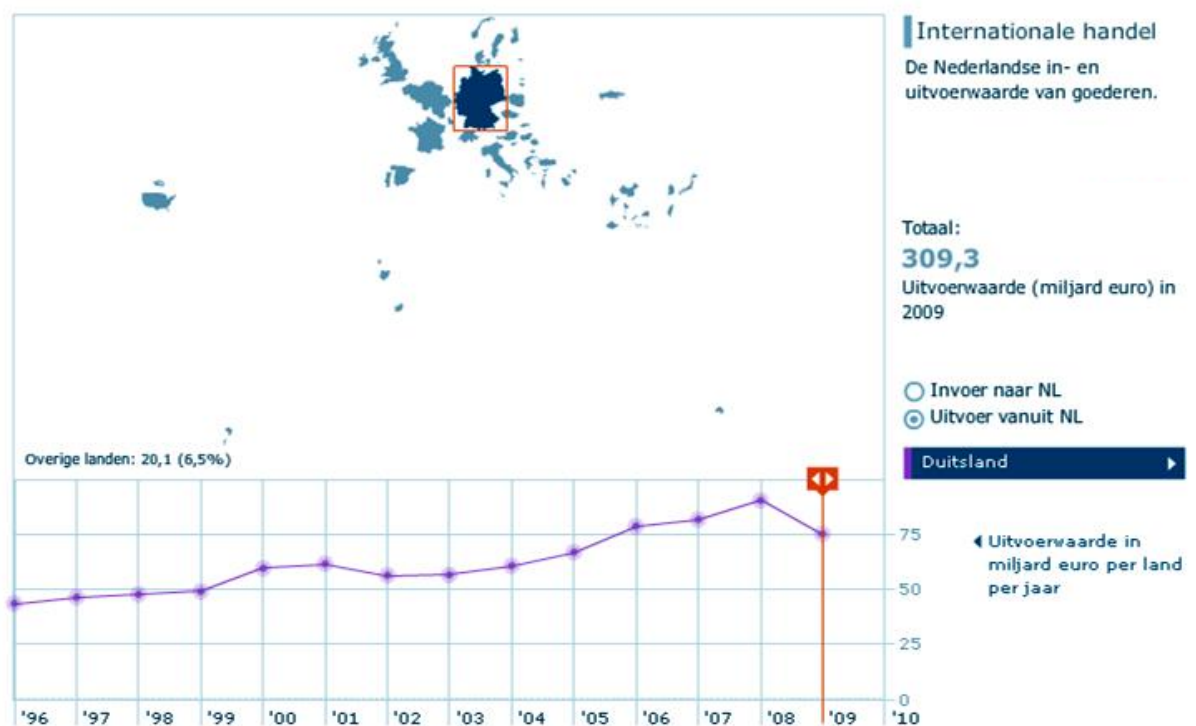 Internationale handel
De Nederlandse in- en
uitvoerwaarde van goederen.
Totaal:
309,3
Uitvoerwaarde (miljard euro) in
2009
Invoer naar NL
Uitvoer vanuit NL
Duitsland
Overige landen: 20,1 (6,5%)
75
50
25
0
Uitvoerwaarde in
miljard euro per land
per jaar
'96 '97 '98 '99 '00 '01 '02 '03 '04 '05 '06 '07 '08 '09 '10